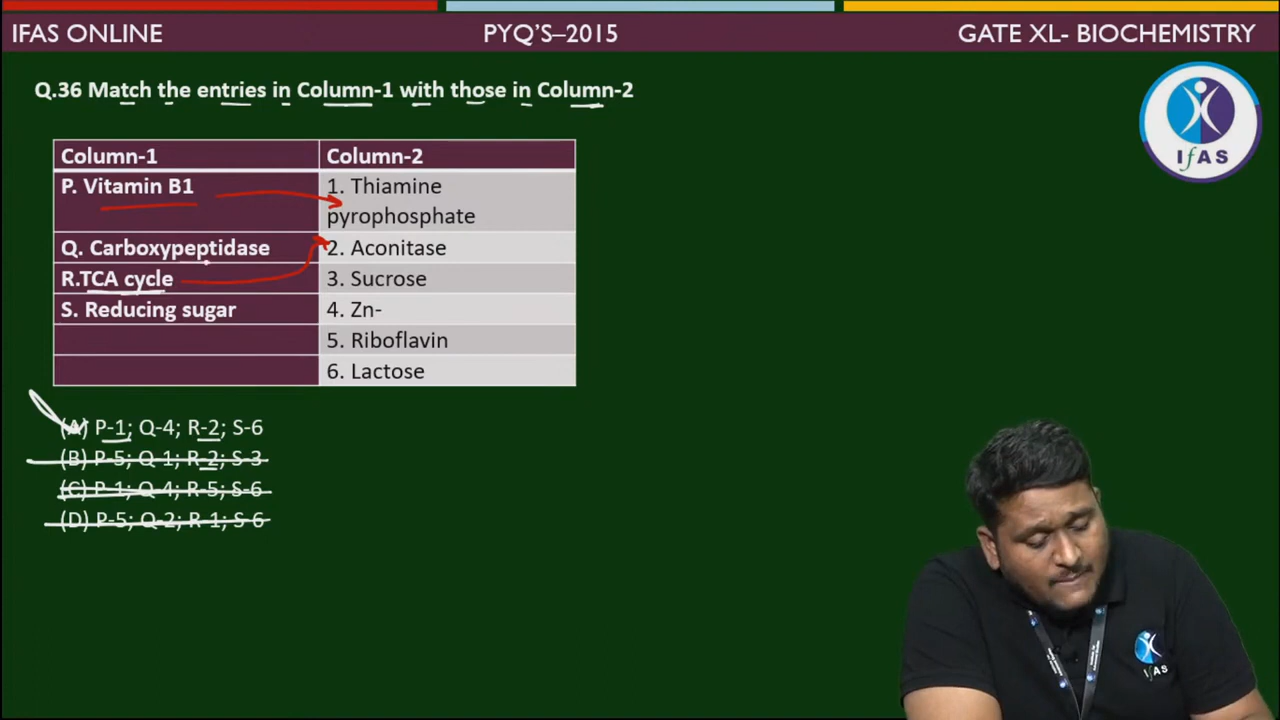 IFAS ONLINE
PYQ'S–2015
GATE XL- BIOCHEMISTRY
Q.36 Match the entries in Column-1 with those in Column-2
IfAS
Column-1 Column-2
P. Vitamin B1 1. Thiamine
pyrophosphate
Q. Carboxypeptidase 2. Aconitase
R.TCA cycle 3. Sucrose
S. Reducing sugar 4. Zn-
5. Riboflavin
6. Lactose
(A) P-1; Q-4; R-2; S-6
(B) P-5; Q-1; R-2; S-3
(C) P-1; Q-4; R-5; S-6
(D) P-5; Q-2; R-1; S-6
IfAS